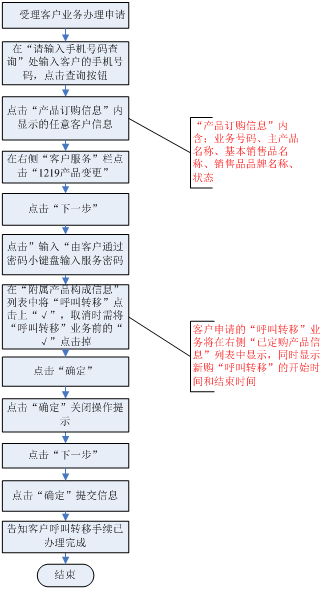 受理客户业务办理申请
在“请输入手机号码查
询”处输入客户的手机号
码，点击查询按钮
点击“产品订购信息”内
显示的任意客户信息
“产品订购信息”内
含：业务号码、主产品
名称、基本销售品名
称、销售品品牌名称、
状态
在右侧“客户服务”栏点
击“1219产品变更”
点击“下一步”
点击”输入“由客户通过
密码小键盘输入服务密码
在“附属产品构成信息”
列表中将“呼叫转移”点
击上“√”，取消时需将
“呼叫转移”业务前的“
√”点击掉
客户申请的“呼叫转移”业
务将在右侧“已定购产品信
息”列表中显示，同时显示
新购“呼叫转移”的开始时
间和结束时间
点击“确定”
点击“确定”关闭操作提
示
点击“下一步”
点击“确定”提交信息
告知客户呼叫转移手续已
办理完成
结束